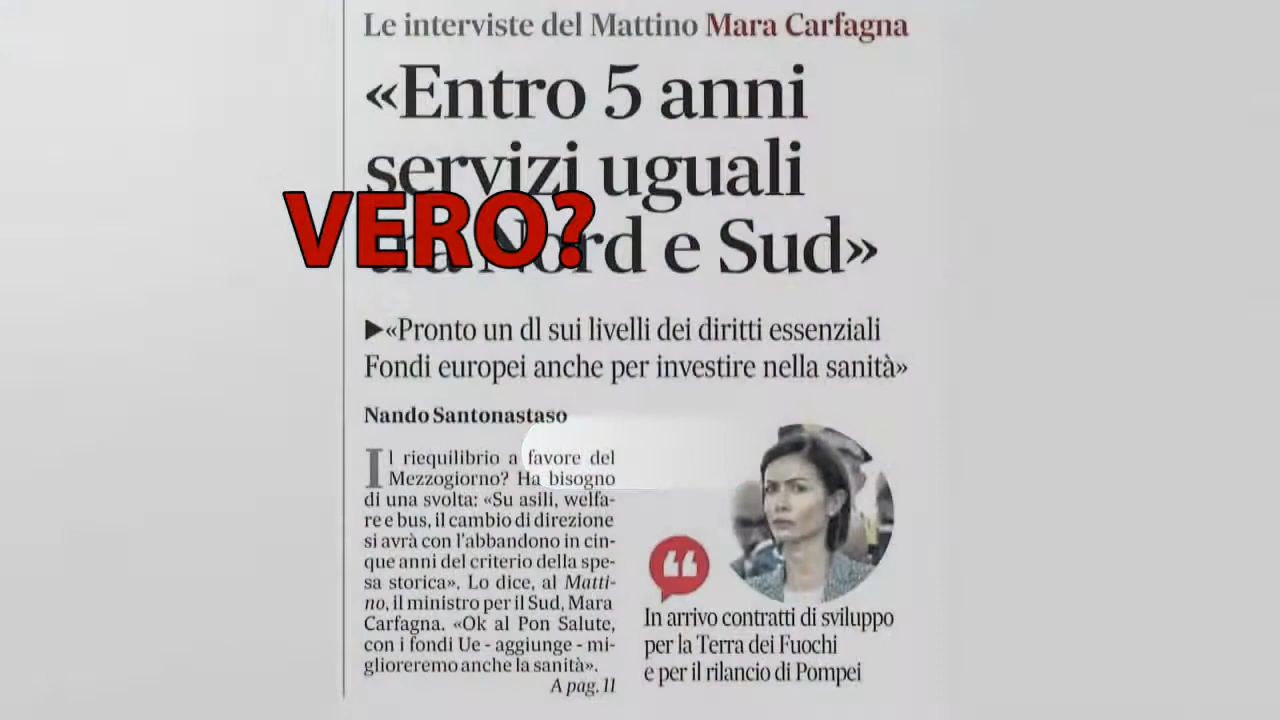 Le interviste del Mattino Mara Carfagna
«Entro 5 anni
servizi uguali
tra Nord e Sud»
VERO?
▶«Pronto un dl sui livelli dei diritti essenziali
Fondi europei anche per investire nella sanità»
Nando Santonastaso
Il riequilibrio a favore del
Mezzogiorno? Ha bisogno
di una svolta: «Su asili, welfa-
re e bus, il cambio di direzione
si avrà con l'abbandono in cin-
que anni del criterio della spe-
sa storica». Lo dice, al Matti-
no, il ministro per il Sud, Mara
Carfagna. «Ok al Pon Salute,
con i fondi Ue - aggiunge - mi-
glioreremo anche la sanità».
A pag. 11
In arrivo contratti di sviluppo
per la Terra dei Fuochi
e per il rilancio di Pompei